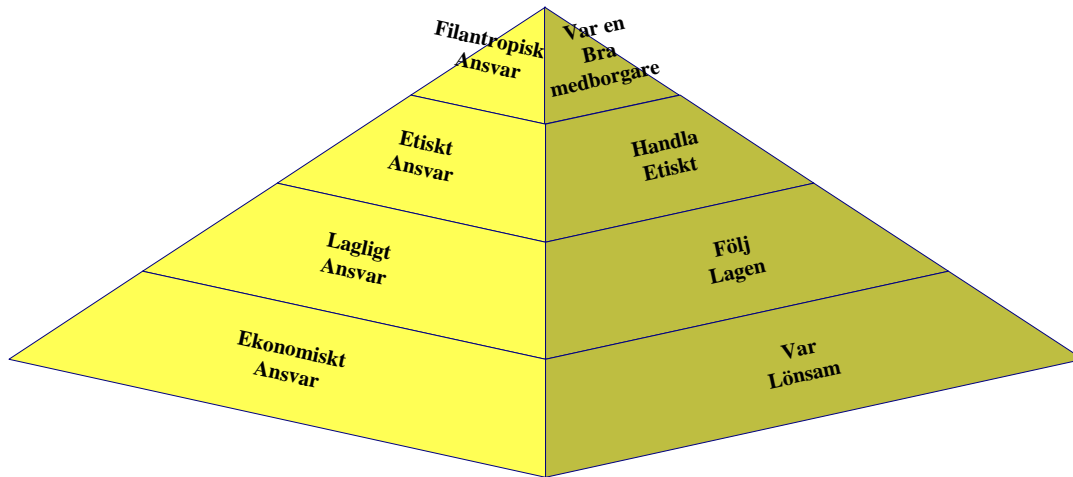 Filantropisk
Ansvar
Var en
Bra
medborgare
Etiskt
Ansvar
Handla
Etiskt
Lagligt
Ansvar
Följ
Lagen
Ekonomiskt
Ansvar
Var
Lönsam